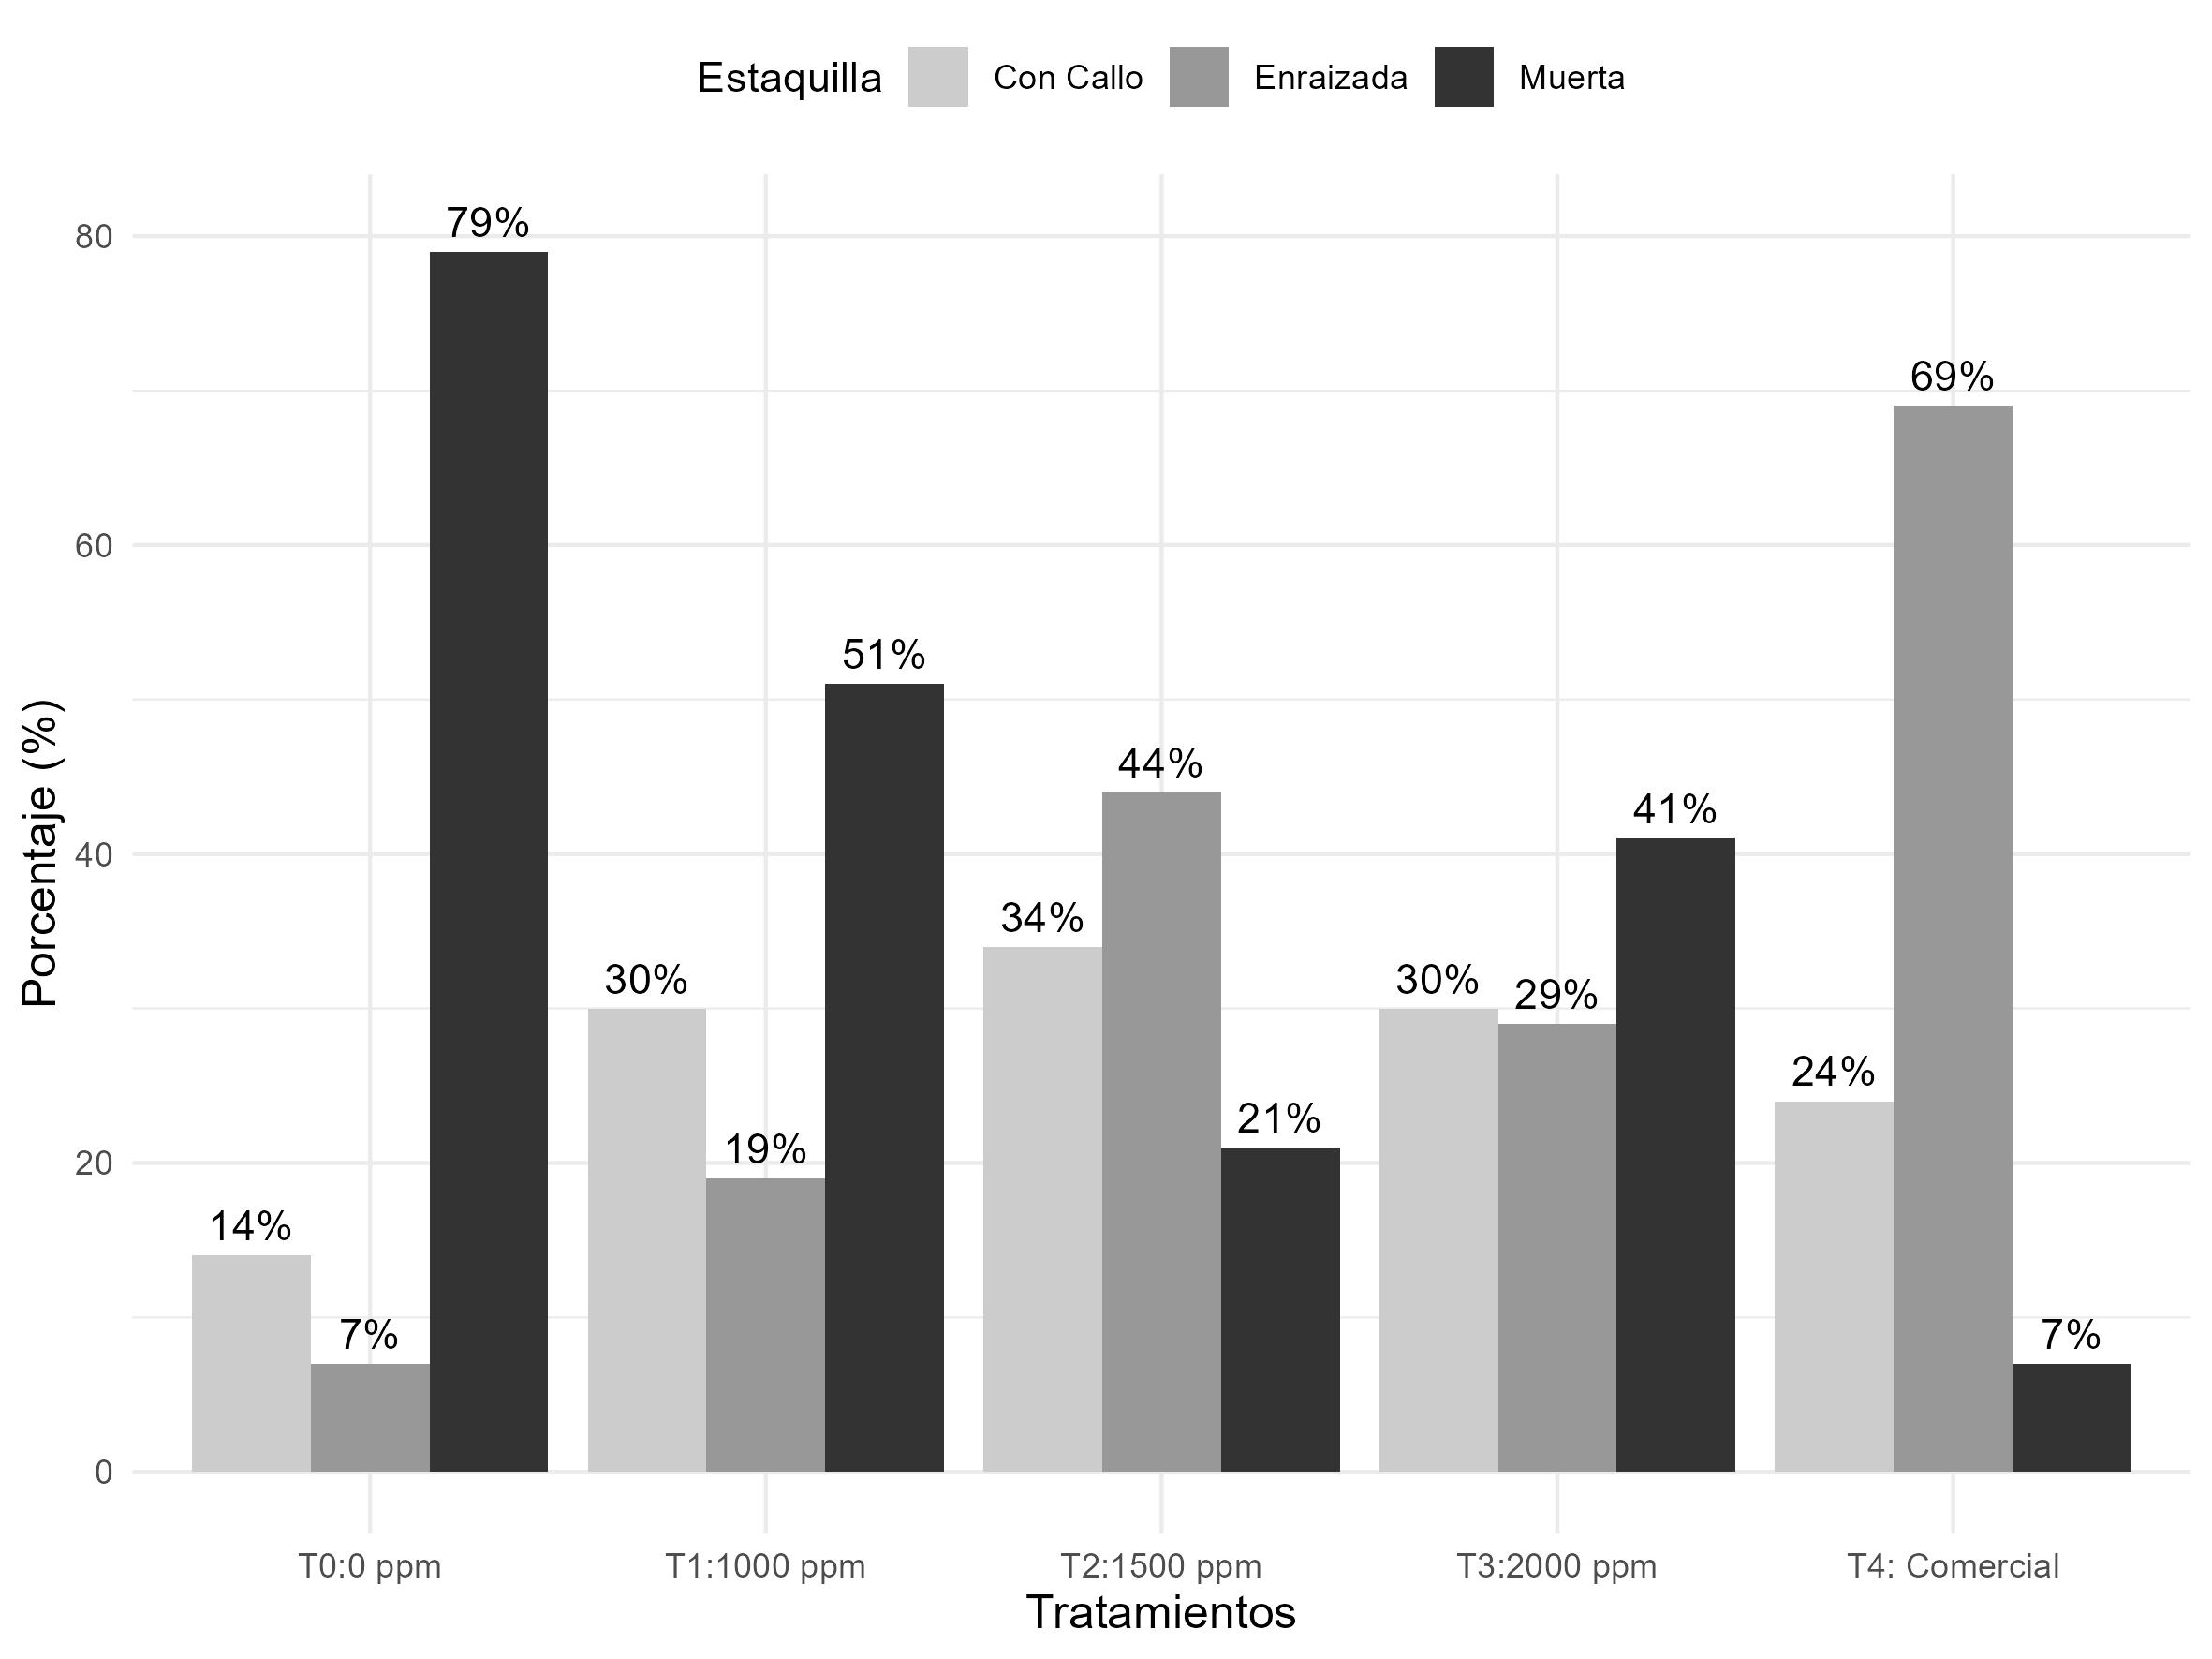 Estaquilla Con Callo Enraizada Muerta
Porcentaje (%)
80
60
40
20
0
14% 7% 79%
30% 19% 51%
34% 44% 21%
30% 29% 41%
24% 69% 7%
T0:0 ppm T1:1000 ppm T2:1500 ppm T3:2000 ppm T4: Comercial
Tratamientos